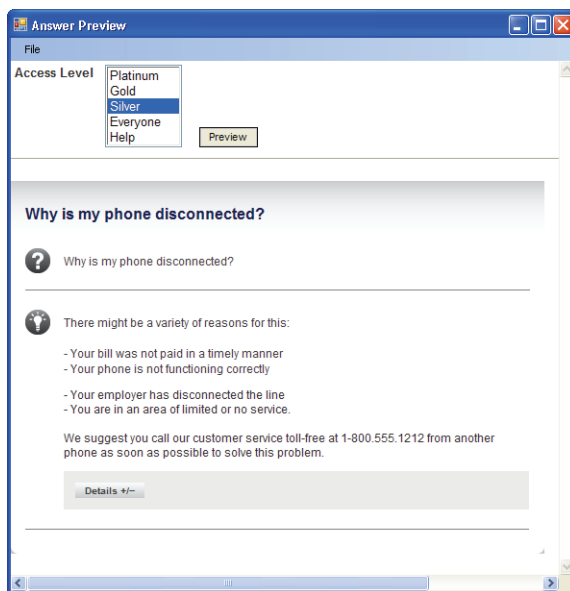 Answer Preview
File
Access Level
Platinum
Gold
Silver
Everyone
Help
Preview
Why is my phone disconnected?
Why is my phone disconnected?
There might be a variety of reasons for this:
- Your bill was not paid in a timely manner
- Your phone is not functioning correctly
- Your employer has disconnected the line
- You are in an area of limited or no service.
We suggest you call our customer service toll-free at 1-800.555.1212 from another
phone as soon as possible to solve this problem.
Details +/−